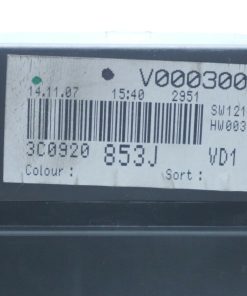 V000300
14.11.07 15:40 2951
SW121
HW003
3C0920 853J VD1
Colour : Sort :